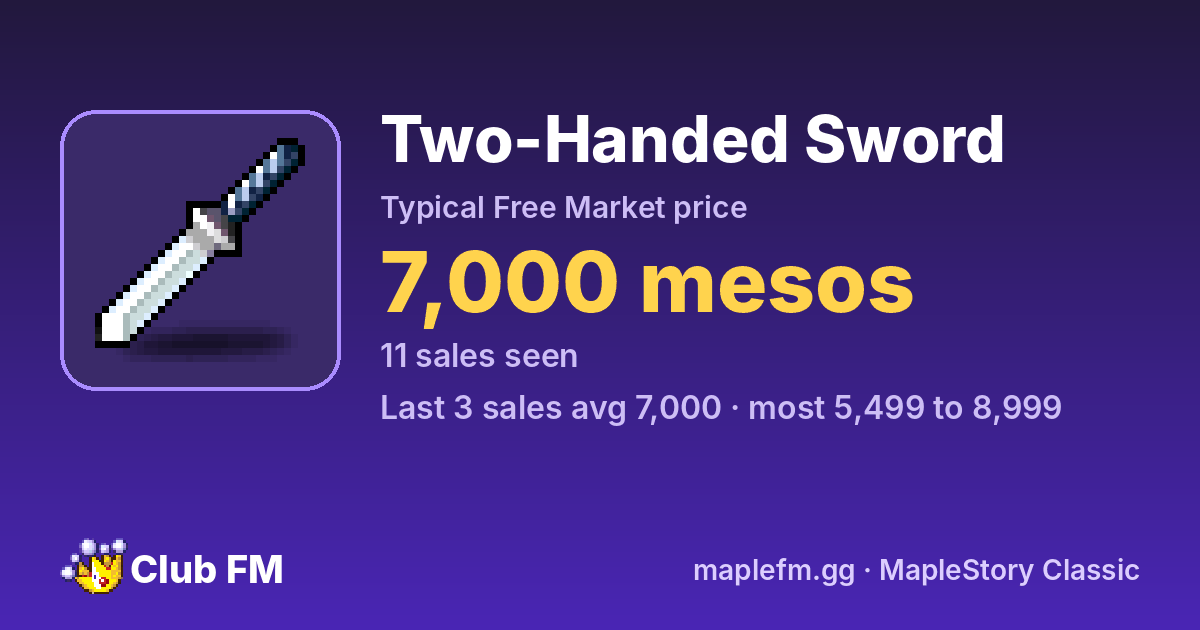 Two-Handed Sword
Typical Free Market price
7,000 mesos
11 sales seen
Last 3 sales avg 7,000 · most 5,499 to 8,999
Club FM
maplefm.gg · MapleStory Classic